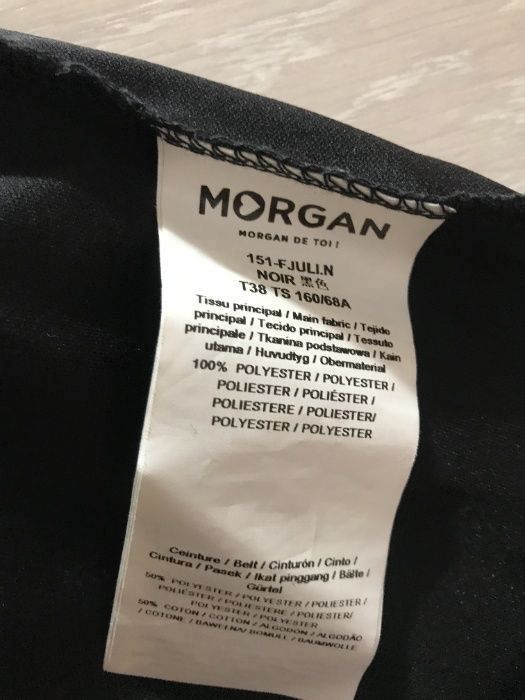 MORGAN
MORGAN DE TOI !
151-FJULI.N
NOIR 黑色
T38 TS 160/68A
Tissu principal / Main fabric / Tejido
principal / Tecido principal / Tessuto
principale / Tkanina podstawowa / Kain
utama / Huvudtyg / Obermaterial
100% POLYESTER / POLYESTER /
POLIESTER / POLIÉSTER /
POLIESTERE / POLIESTER/
POLYESTER / POLYESTER
Ceinture / Belt / Cinturón / Cinto /
Cintura / Pasek / Ikat pinggang / Bälte /
Gürtel
50% POLYESTER / POLYESTER /
POLIÉSTER / POLIESTERE / POLIESTER/
POLYESTER / POLYESTER
50% COTON / COTTON / ALGODÓN / ALGODÃO
/ COTONE / BAWEŁNA/ BOMULL / BAUMWOLLE